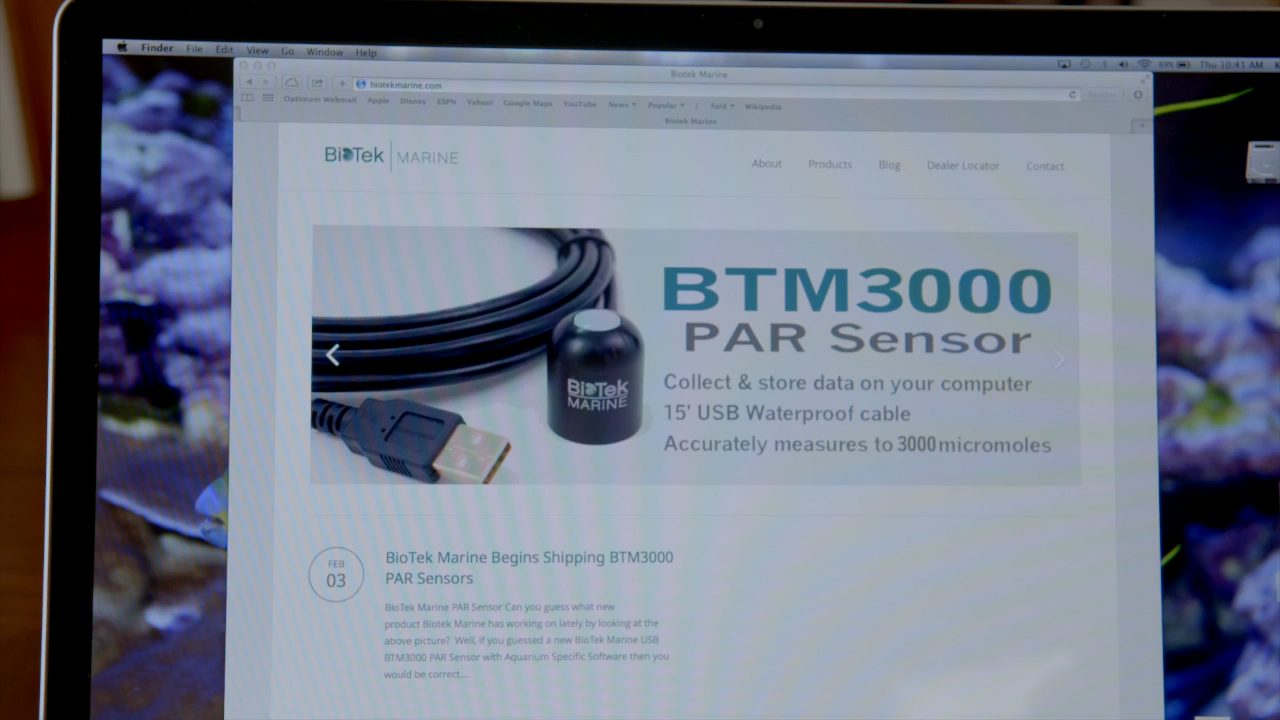 Finder File Edit View Go Window Help
89% Thu 10:41 AM
Biotek Marine
biotekmarine.com
Reader
Optimum Webmail Apple Disney ESPN Yahoo! Google Maps YouTube News Popular / ford Wikipedia
Biotek Marine
BioTek MARINE
About Products Blog Dealer Locator Contact
BTM3000
PAR Sensor
Collect & store data on your computer
15' USB Waterproof cable
Accurately measures to 3000 micromoles
BioTek
MARINE
FEB
03
BioTek Marine Begins Shipping BTM3000
PAR Sensors
BioTek Marine PAR Sensor Can you guess what new
product Biotek Marine has working on lately by looking at the
above picture? Well, if you guessed a new BioTek Marine USB
BTM3000 PAR Sensor with Aquarium Specific Software then you
would be correct....